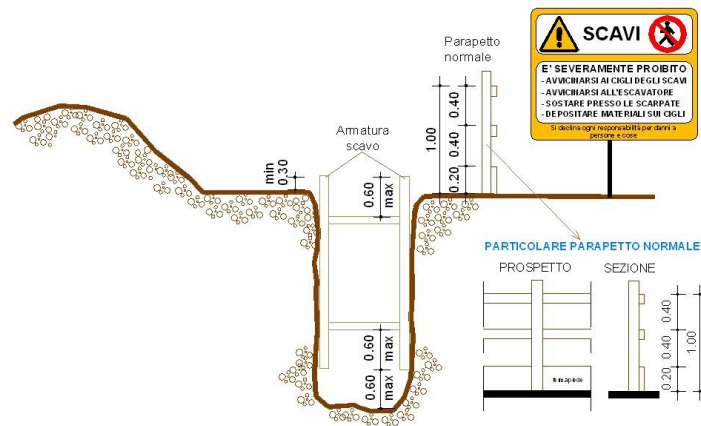 SCAVI
E' SEVERAMENTE PROIBITO
- AVVICINARSI AI CIGLI DEGLI SCAVI
- AVVICINARSI ALL'ESCAVATORE
- SOSTARE PRESSO LE SCARPATE
- DEPOSITARE MATERIALI SUI CIGLI
Si declina ogni responsabilità per danni a
persone e cose
Parapetto
normale
0.40
1.00
0.40
0.20
Armatura
scavo
min
0.30
0.60
max
0.60
max
0.60
max
PARTICOLARE PARAPETTO NORMALE
PROSPETTO
SEZIONE
0.40
0.40
1.00
0.20